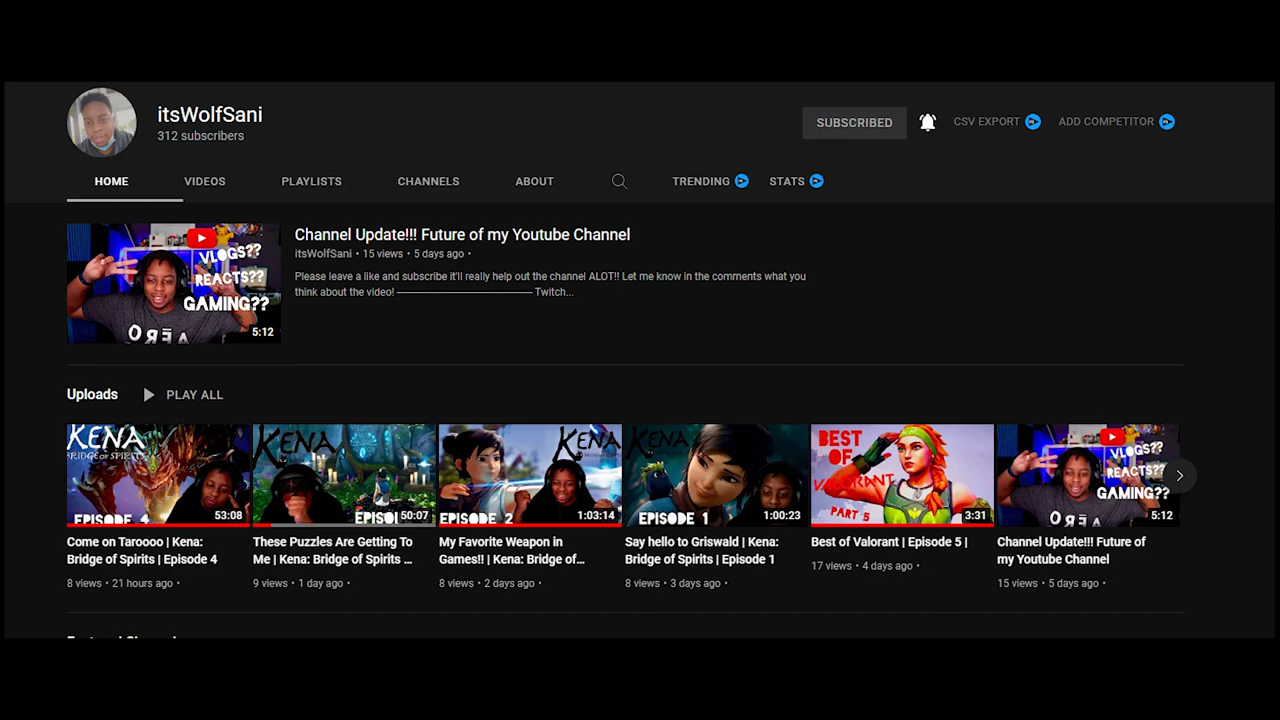 itsWolfSani
312 subscribers
SUBSCRIBED
CSV EXPORT
ADD COMPETITOR
HOME
VIDEOS
PLAYLISTS
CHANNELS
ABOUT
TRENDING
STATS
VLOGS??
REACTS??
GAMING??
5:12
Channel Update!!! Future of my Youtube Channel
itsWolfSani • 15 views • 5 days ago •
Please leave a like and subscribe it'll really help out the channel ALOT!! Let me know in the comments what you
think about the video! ————————————— Twitch...
Uploads
PLAY ALL
KENA
BRIDGE OF SPIRITS
EPISODE 4
53:08
Come on Taroooo | Kena:
Bridge of Spirits | Episode 4
8 views • 21 hours ago •
KENA
50:07
These Puzzles Are Getting To
Me | Kena: Bridge of Spirits ...
9 views • 1 day ago •
KENA
EPISODE 2
1:03:14
My Favorite Weapon in
Games!! | Kena: Bridge of...
8 views • 2 days ago •
KENA
EPISODE 1
1:00:23
Say hello to Griswald | Kena:
Bridge of Spirits | Episode 1
8 views • 3 days ago •
BEST
OF
VALORANT
PART 5
3:31
Best of Valorant | Episode 5 |
17 views • 4 days ago •
VLOGS??
REACTS??
GAMING??
5:12
Channel Update!!! Future of
my Youtube Channel
15 views • 5 days ago •